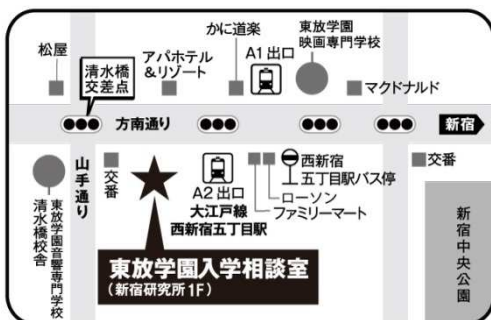 松屋
清水橋
交差点
アパホテル
&リゾート
かに道楽
A1出口
東放学園
映画専門学校
マクドナルド
方南通り
新宿
山手通り
交番
A2出口
大江戸線
西新宿五丁目駅
西新宿
五丁目駅バス停
ローソン
ファミリーマート
交番
東放学園音響専門学校
清水橋校舎
新宿中央公園
東放学園入学相談室
(新宿研究所1F)